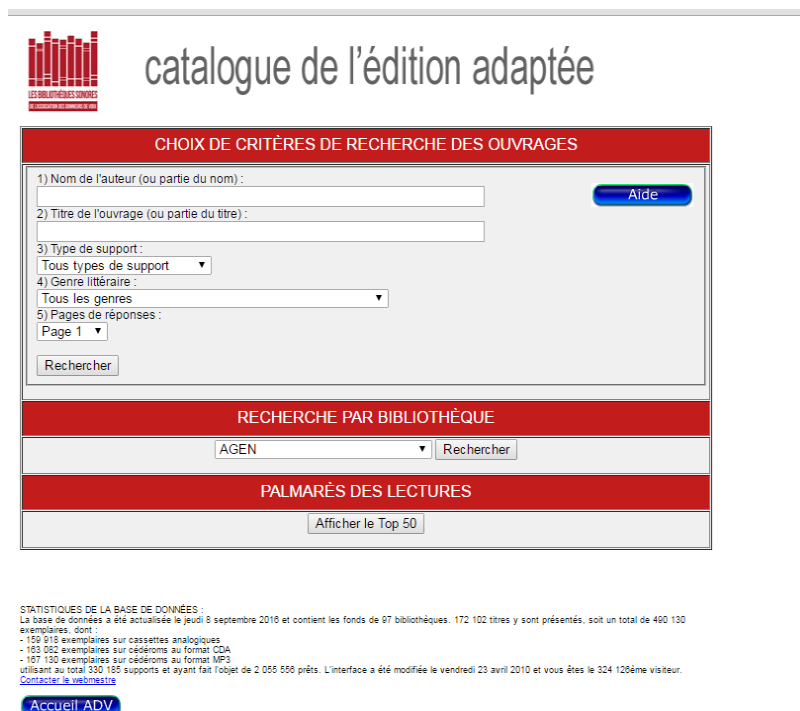 LES BIBLIOTHÈQUES SONORES
DE L'ASSOCIATION DES DONNEURS DE VOIX
catalogue de l'édition adaptée
CHOIX DE CRITÈRES DE RECHERCHE DES OUVRAGES
1) Nom de l'auteur (ou partie du nom) :
Aide
2) Titre de l'ouvrage (ou partie du titre) :
3) Type de support :
Tous types de support
4) Genre littéraire :
Tous les genres
5) Pages de réponses :
Page 1
Rechercher
RECHERCHE PAR BIBLIOTHÈQUE
AGEN Rechercher
PALMARÈS DES LECTURES
Afficher le Top 50
STATISTIQUES DE LA BASE DE DONNÉES :
La base de données a été actualisée le jeudi 8 septembre 2016 et contient les fonds de 97 bibliothèques. 172 102 titres y sont présentés, soit un total de 490 130
exemplaires, dont :
- 159 918 exemplaires sur cassettes analogiques
- 163 082 exemplaires sur cédéroms au format CDA
- 167 130 exemplaires sur cédéroms au format MP3
utilisant au total 330 185 supports et ayant fait l'objet de 2 055 556 prêts. L'interface a été modifiée le vendredi 23 avril 2010 et vous êtes le 324 126ème visiteur.
Contacter le webmestre
Accueil ADV